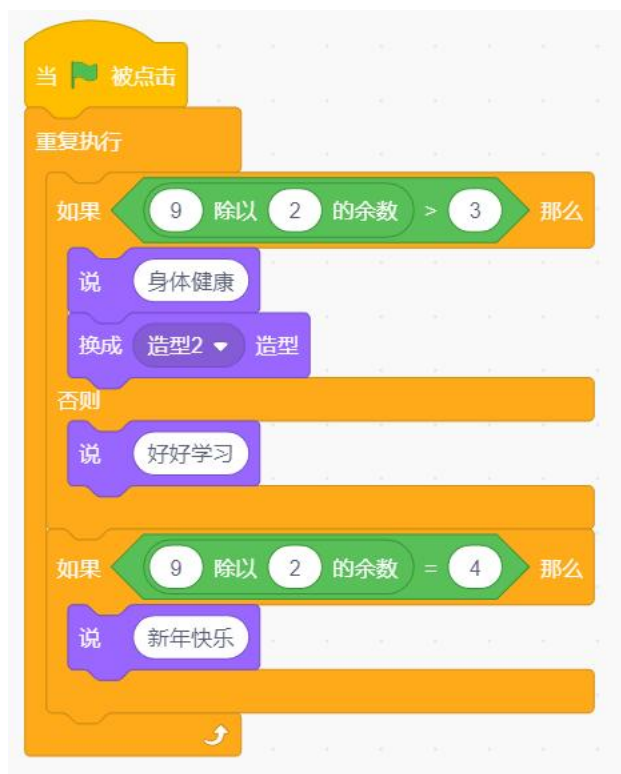 当 被点击
重复执行
如果 9 除以 2 的余数 > 3 那么
说 身体健康
换成 造型2 造型
否则
说 好好学习
如果 9 除以 2 的余数 = 4 那么
说 新年快乐